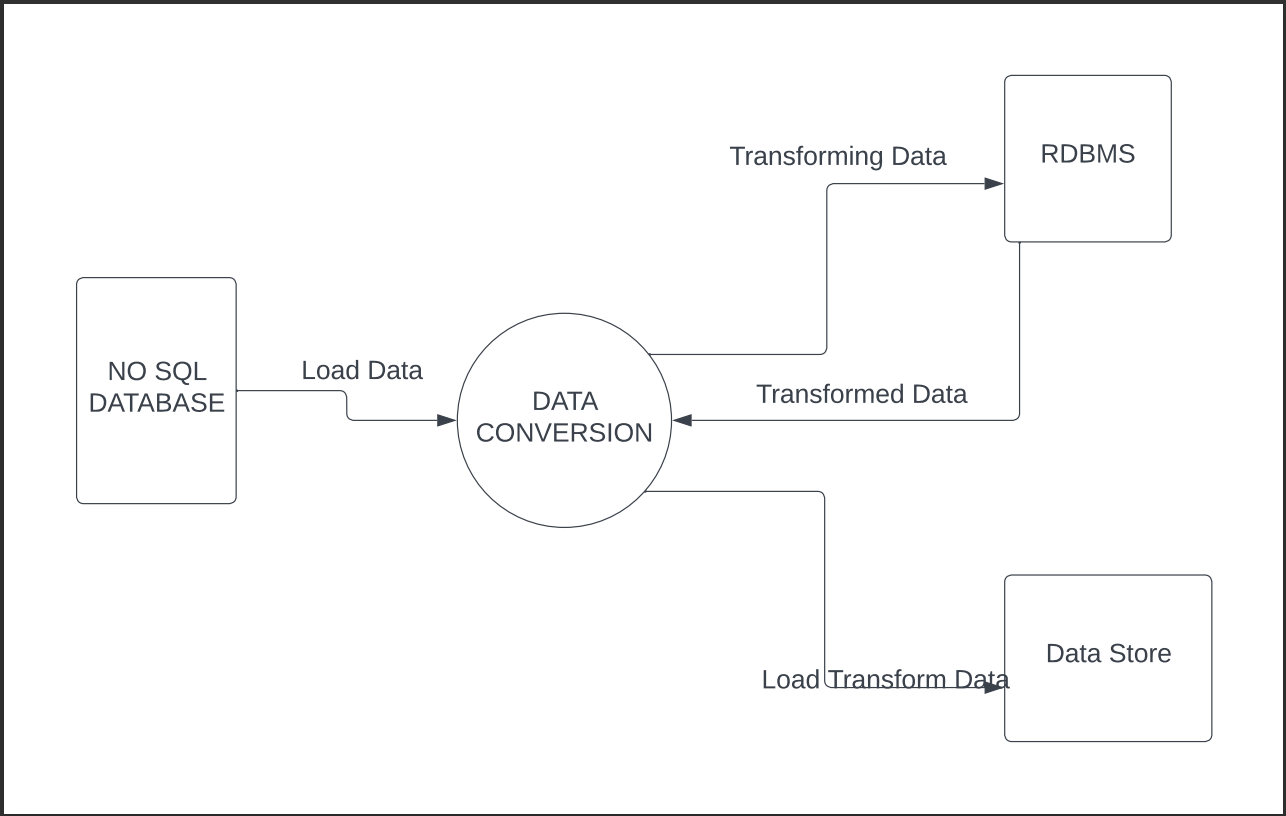 Transforming Data
RDBMS
NO SQL
DATABASE
Load Data
DATA
CONVERSION
Transformed Data
Load Transform Data
Data Store